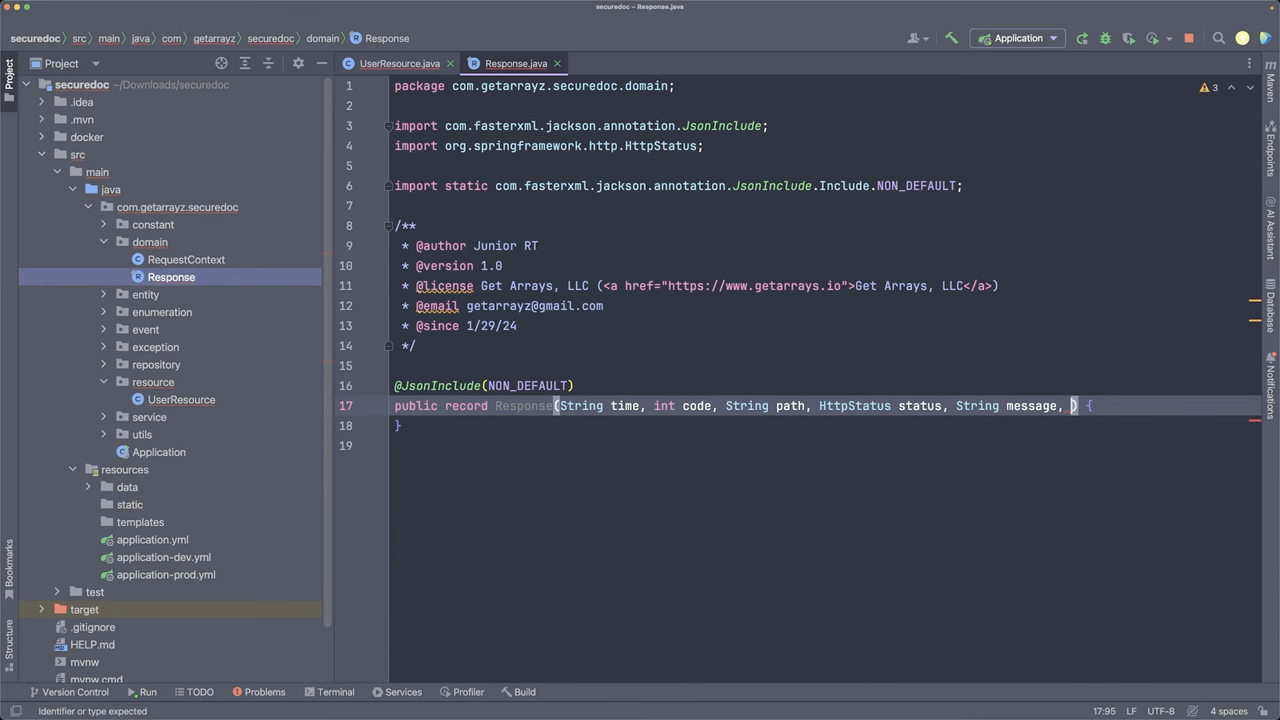 securedoc – Response.java
securedoc src main java com getarrayz securedoc domain Response
Application
Project
UserResource.java
Response.java
securedoc ~/Downloads/securedoc
.idea
.mvn
docker
src
main
java
com.getarrayz.securedoc
constant
domain
RequestContext
Response
entity
enumeration
event
exception
repository
resource
UserResource
service
utils
Application
resources
data
static
templates
application.yml
application-dev.yml
application-prod.yml
test
target
.gitignore
HELP.md
mvnw
mvnw.cmd
1 package com.getarrayz.securedoc.domain;
2
3 import com.fasterxml.jackson.annotation.JsonInclude;
4 import org.springframework.http.HttpStatus;
5
6 import static com.fasterxml.jackson.annotation.JsonInclude.Include.NON_DEFAULT;
7
8 /**
9 * @author Junior RT
10 * @version 1.0
11 * @license Get Arrays, LLC (<a href="https://www.getarrays.io">Get Arrays, LLC</a>)
12 * @email getarrayz@gmail.com
13 * @since 1/29/24
14 */
15
16 @JsonInclude(NON_DEFAULT)
17 public record Response(String time, int code, String path, HttpStatus status, String message, ) {
18 }
19
3
Project
Bookmarks
Structure
Maven
Endpoints
AI Assistant
Database
Notifications
Version Control Run TODO Problems Terminal Services Profiler Build
Identifier or type expected
17:95 LF UTF-8 4 spaces